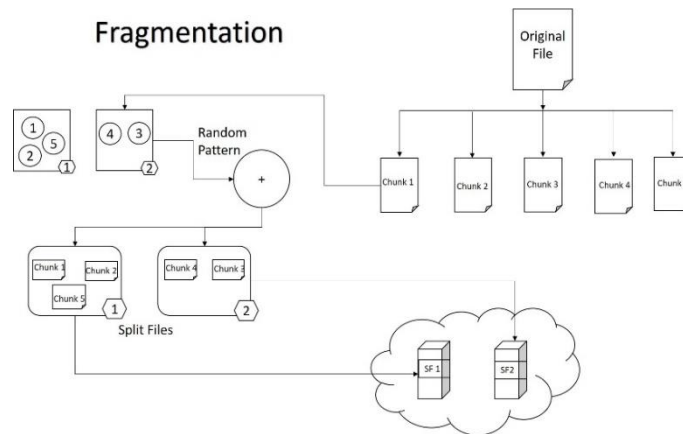 Fragmentation
Original
File
1
5
2
1
4
3
2
Random
Pattern
+
Chunk 1
Chunk 2
Chunk 3
Chunk 4
Chunk
Chunk 1
Chunk 2
Chunk 5
1
Chunk 4
Chunk 3
2
Split Files
SF 1
SF2